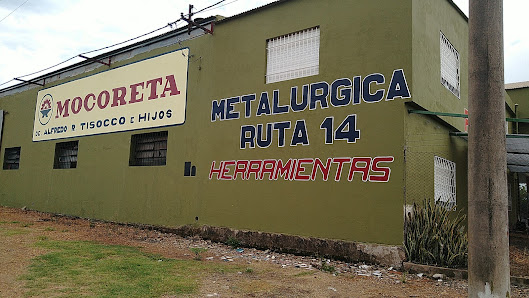 MOCORETA
DE ALFREDO R. TISOCCO E HIJOS
METALURGICA
RUTA 14
HERRAMIENTAS